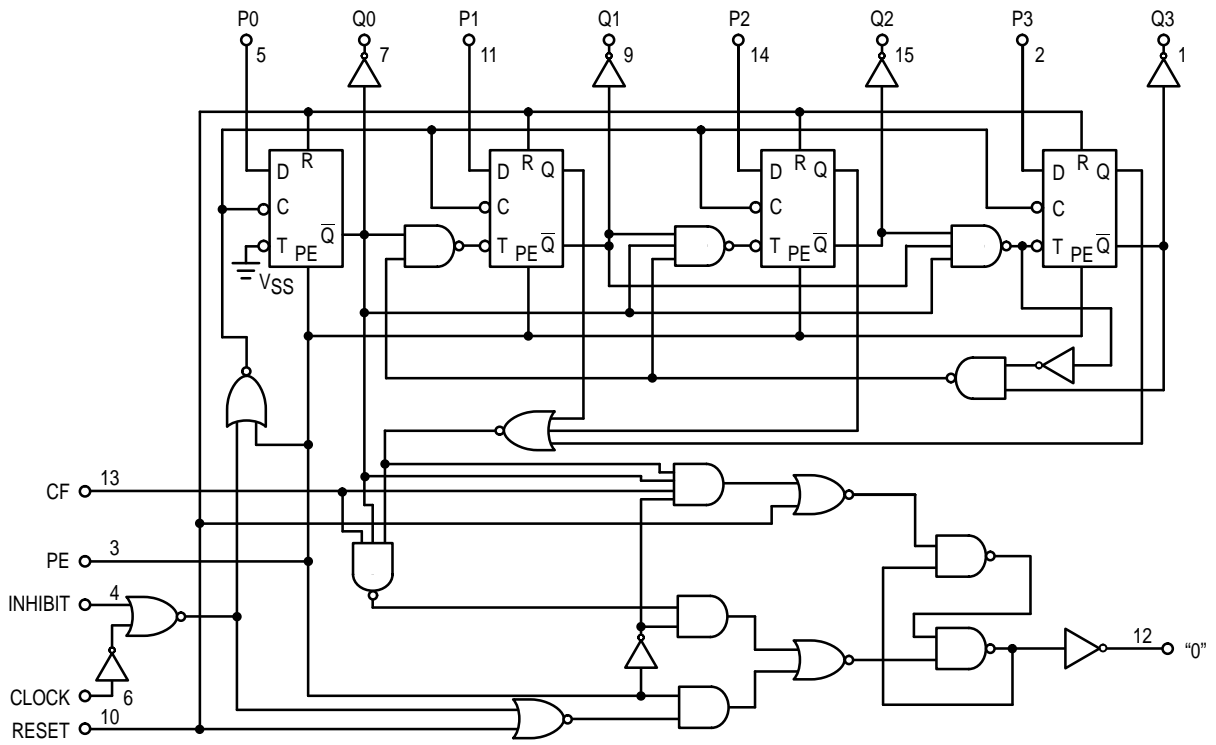 P0 Q0 P1 Q1 P2 Q2 P3 Q3
5 7 11 9 14 15 2 1
R R R R
D D Q D Q D Q
C C C C
Q Q Q Q
T PE T PE T PE T PE
VSS
CF 13
PE 3
INHIBIT 4
12 “0”
CLOCK 6
RESET 10